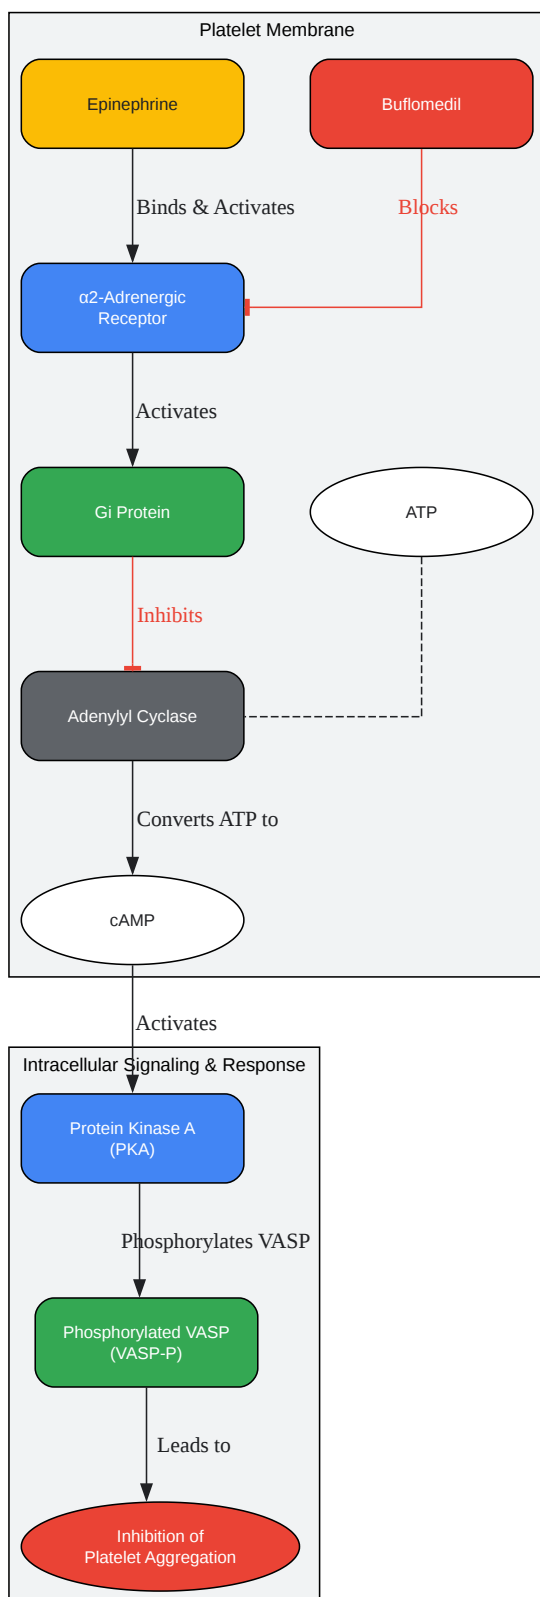 Platelet Membrane
Epinephrine
Buflomedil
Binds & Activates
Blocks
α2-Adrenergic
Receptor
Activates
Gi Protein
ATP
Inhibits
Adenylyl Cyclase
Converts ATP to
cAMP
Activates
Intracellular Signaling & Response
Protein Kinase A
(PKA)
Phosphorylates VASP
Phosphorylated VASP
(VASP-P)
Leads to
Inhibition of
Platelet Aggregation